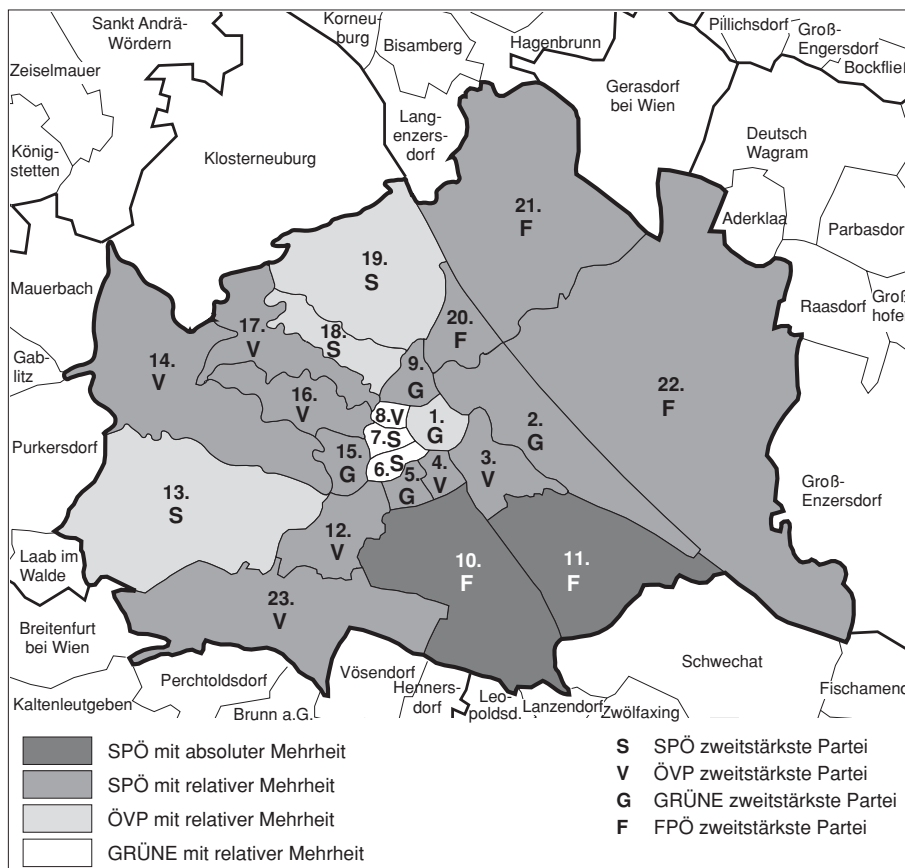 Sankt Andrä-
Wördern
Korneu-
burg
Bisamberg
Hagenbrunn
Pillichsdorf
Groß-
Engersdorf
Bockfließ
Zeiselmauer
Gerasdorf
bei Wien
Lang-
enzers-
dorf
Deutsch
Wagram
König-
stetten
Klosterneuburg
21.
F
Aderklaa
Parbasdorf
19.
S
Mauerbach
Raasdorf
Groß
hofen
17.
V
18.
S
20.
F
14.
V
9.
G
Gab-
litz
22.
F
16.
V
8.V
1.
G
2.
G
7.
S
Purkersdorf
15.
G
6.
S
5.
G
4.
V
3.
V
13.
S
Groß-
Enzersdorf
12.
V
10.
F
11.
F
Laab im
Walde
23.
V
Breitenfurt
bei Wien
Schwechat
Perchtoldsdorf
Vösendorf
Kaltenleutgeben
Brunn a.G.
Henners-
dorf
Leo-
poldsd.
Lanzendorf
Zwölfaxing
Fischamend
SPÖ mit absoluter Mehrheit
SPÖ mit relativer Mehrheit
ÖVP mit relativer Mehrheit
GRÜNE mit relativer Mehrheit
S SPÖ zweitstärkste Partei
V ÖVP zweitstärkste Partei
G GRÜNE zweitstärkste Partei
F FPÖ zweitstärkste Partei